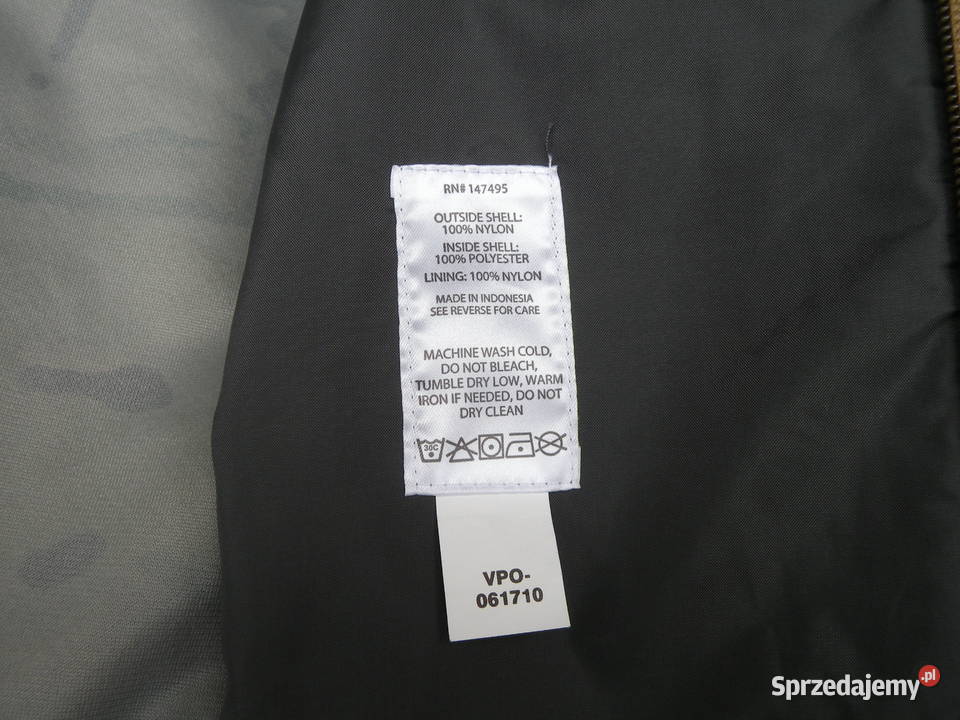 RN# 147495
OUTSIDE SHELL:
100% NYLON
INSIDE SHELL:
100% POLYESTER
LINING: 100% NYLON
MADE IN INDONESIA
SEE REVERSE FOR CARE
MACHINE WASH COLD,
DO NOT BLEACH,
TUMBLE DRY LOW, WARM
IRON IF NEEDED, DO NOT
DRY CLEAN
30C
VPO-
061710
Sprzedajemy.pl